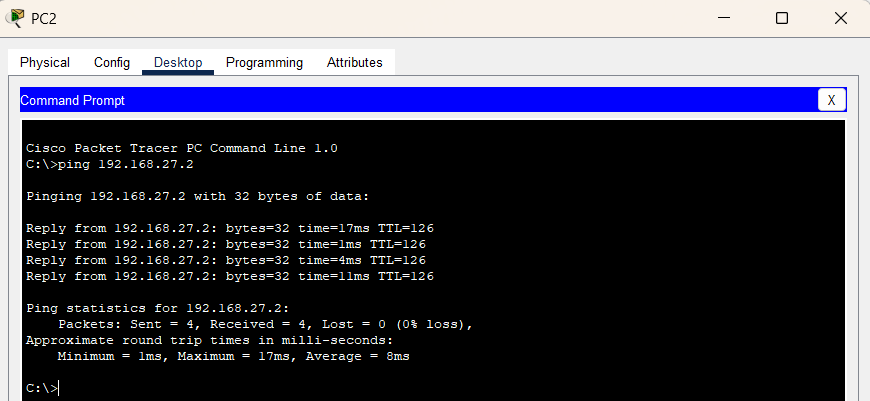 PC2
Physical Config Desktop Programming Attributes
Command Prompt
X
Cisco Packet Tracer PC Command Line 1.0
C:\>ping 192.168.27.2
Pinging 192.168.27.2 with 32 bytes of data:
Reply from 192.168.27.2: bytes=32 time=17ms TTL=126
Reply from 192.168.27.2: bytes=32 time=1ms TTL=126
Reply from 192.168.27.2: bytes=32 time=4ms TTL=126
Reply from 192.168.27.2: bytes=32 time=11ms TTL=126
Ping statistics for 192.168.27.2:
Packets: Sent = 4, Received = 4, Lost = 0 (0% loss),
Approximate round trip times in milli-seconds:
Minimum = 1ms, Maximum = 17ms, Average = 8ms
C:\>